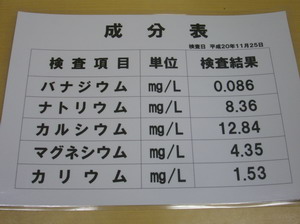 成分表
検査日 平成20年11月25日
検査項目 単位 検査結果
バナジウム mg/L 0.086
ナトリウム mg/L 8.36
カルシウム mg/L 12.84
マグネシウム mg/L 4.35
カリウム mg/L 1.53